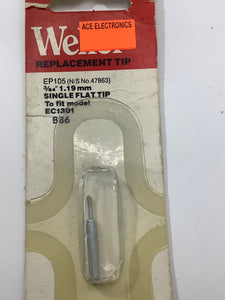 ACE ELECTRONICS
Weller
REPLACEMENT TIP
EP105 (N/S No. 47863)
3/64" 1.19 mm
SINGLE FLAT TIP
To fit model
EC1301
B86